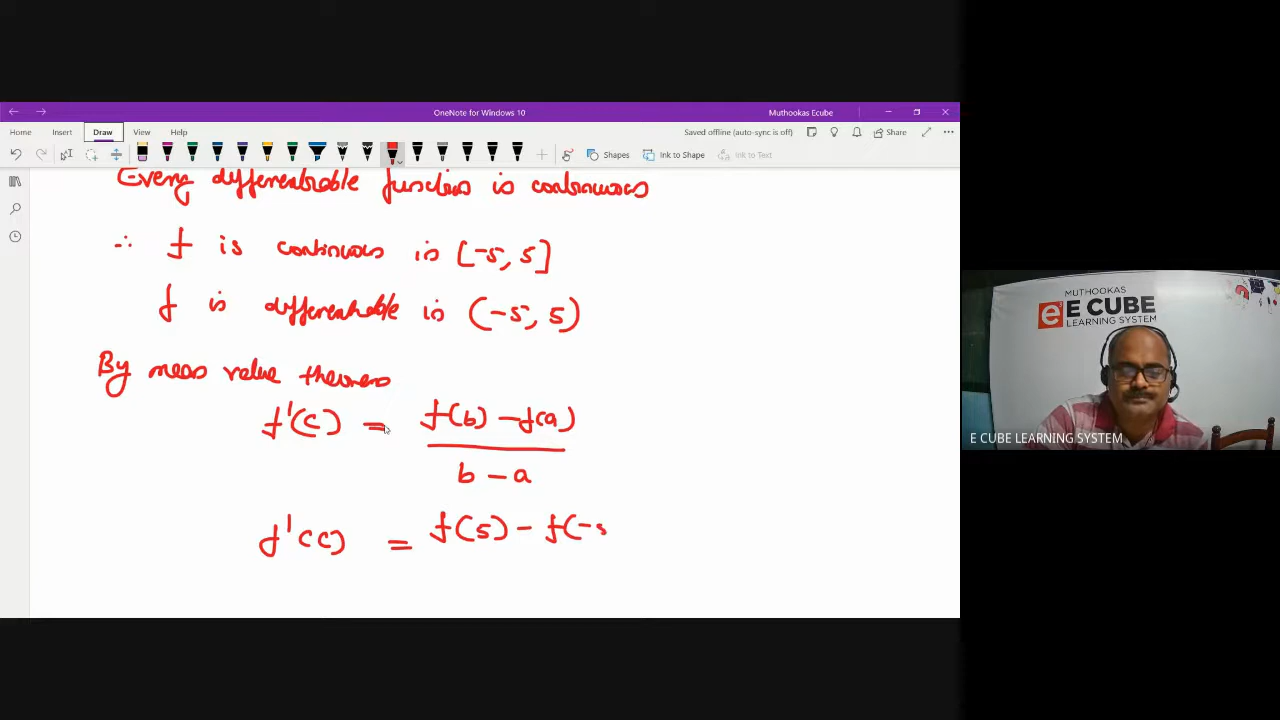 OneNote for Windows 10
Muthookas Ecube
Home Insert Draw View Help
Saved offline (auto-sync is off)
Share
Shapes
Ink to Shape
Ink to Text
Every differentiable function is continuous
∴ f is continuous is [-5, 5]
f is differentiable is (-5, 5)
By mean value theorem
f'(c) = f(b) - f(a)
b - a
f'(c) = f(5) - f(-5
MUTHOOKAS
e E CUBE
LEARNING SYSTEM
E CUBE LEARNING SYSTEM